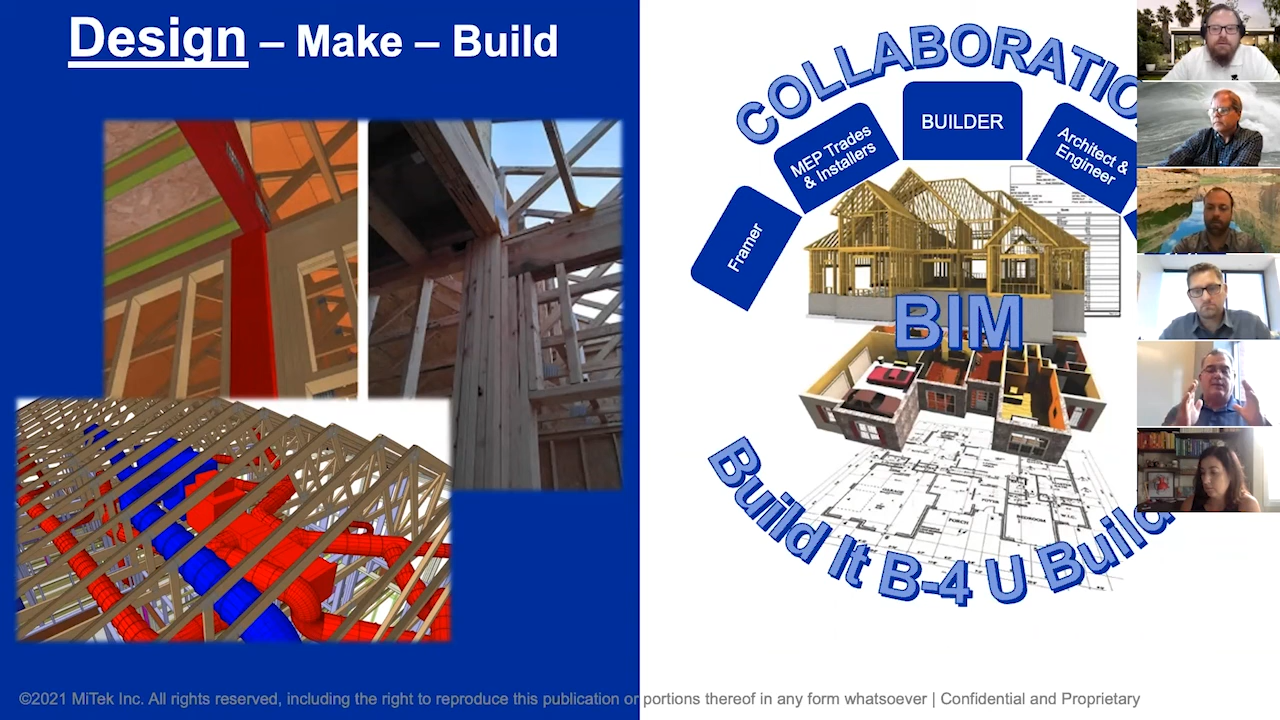 Design – Make – Build
COLLABORATIO
BUILDER
MEP Trades
& Installers
Architect &
Engineer
Framer
BIM
Build It B-4 U Build
©2021 MiTek Inc. All rights reserved, including the right to reproduce this publication or portions thereof in any form whatsoever | Confidential and Proprietary